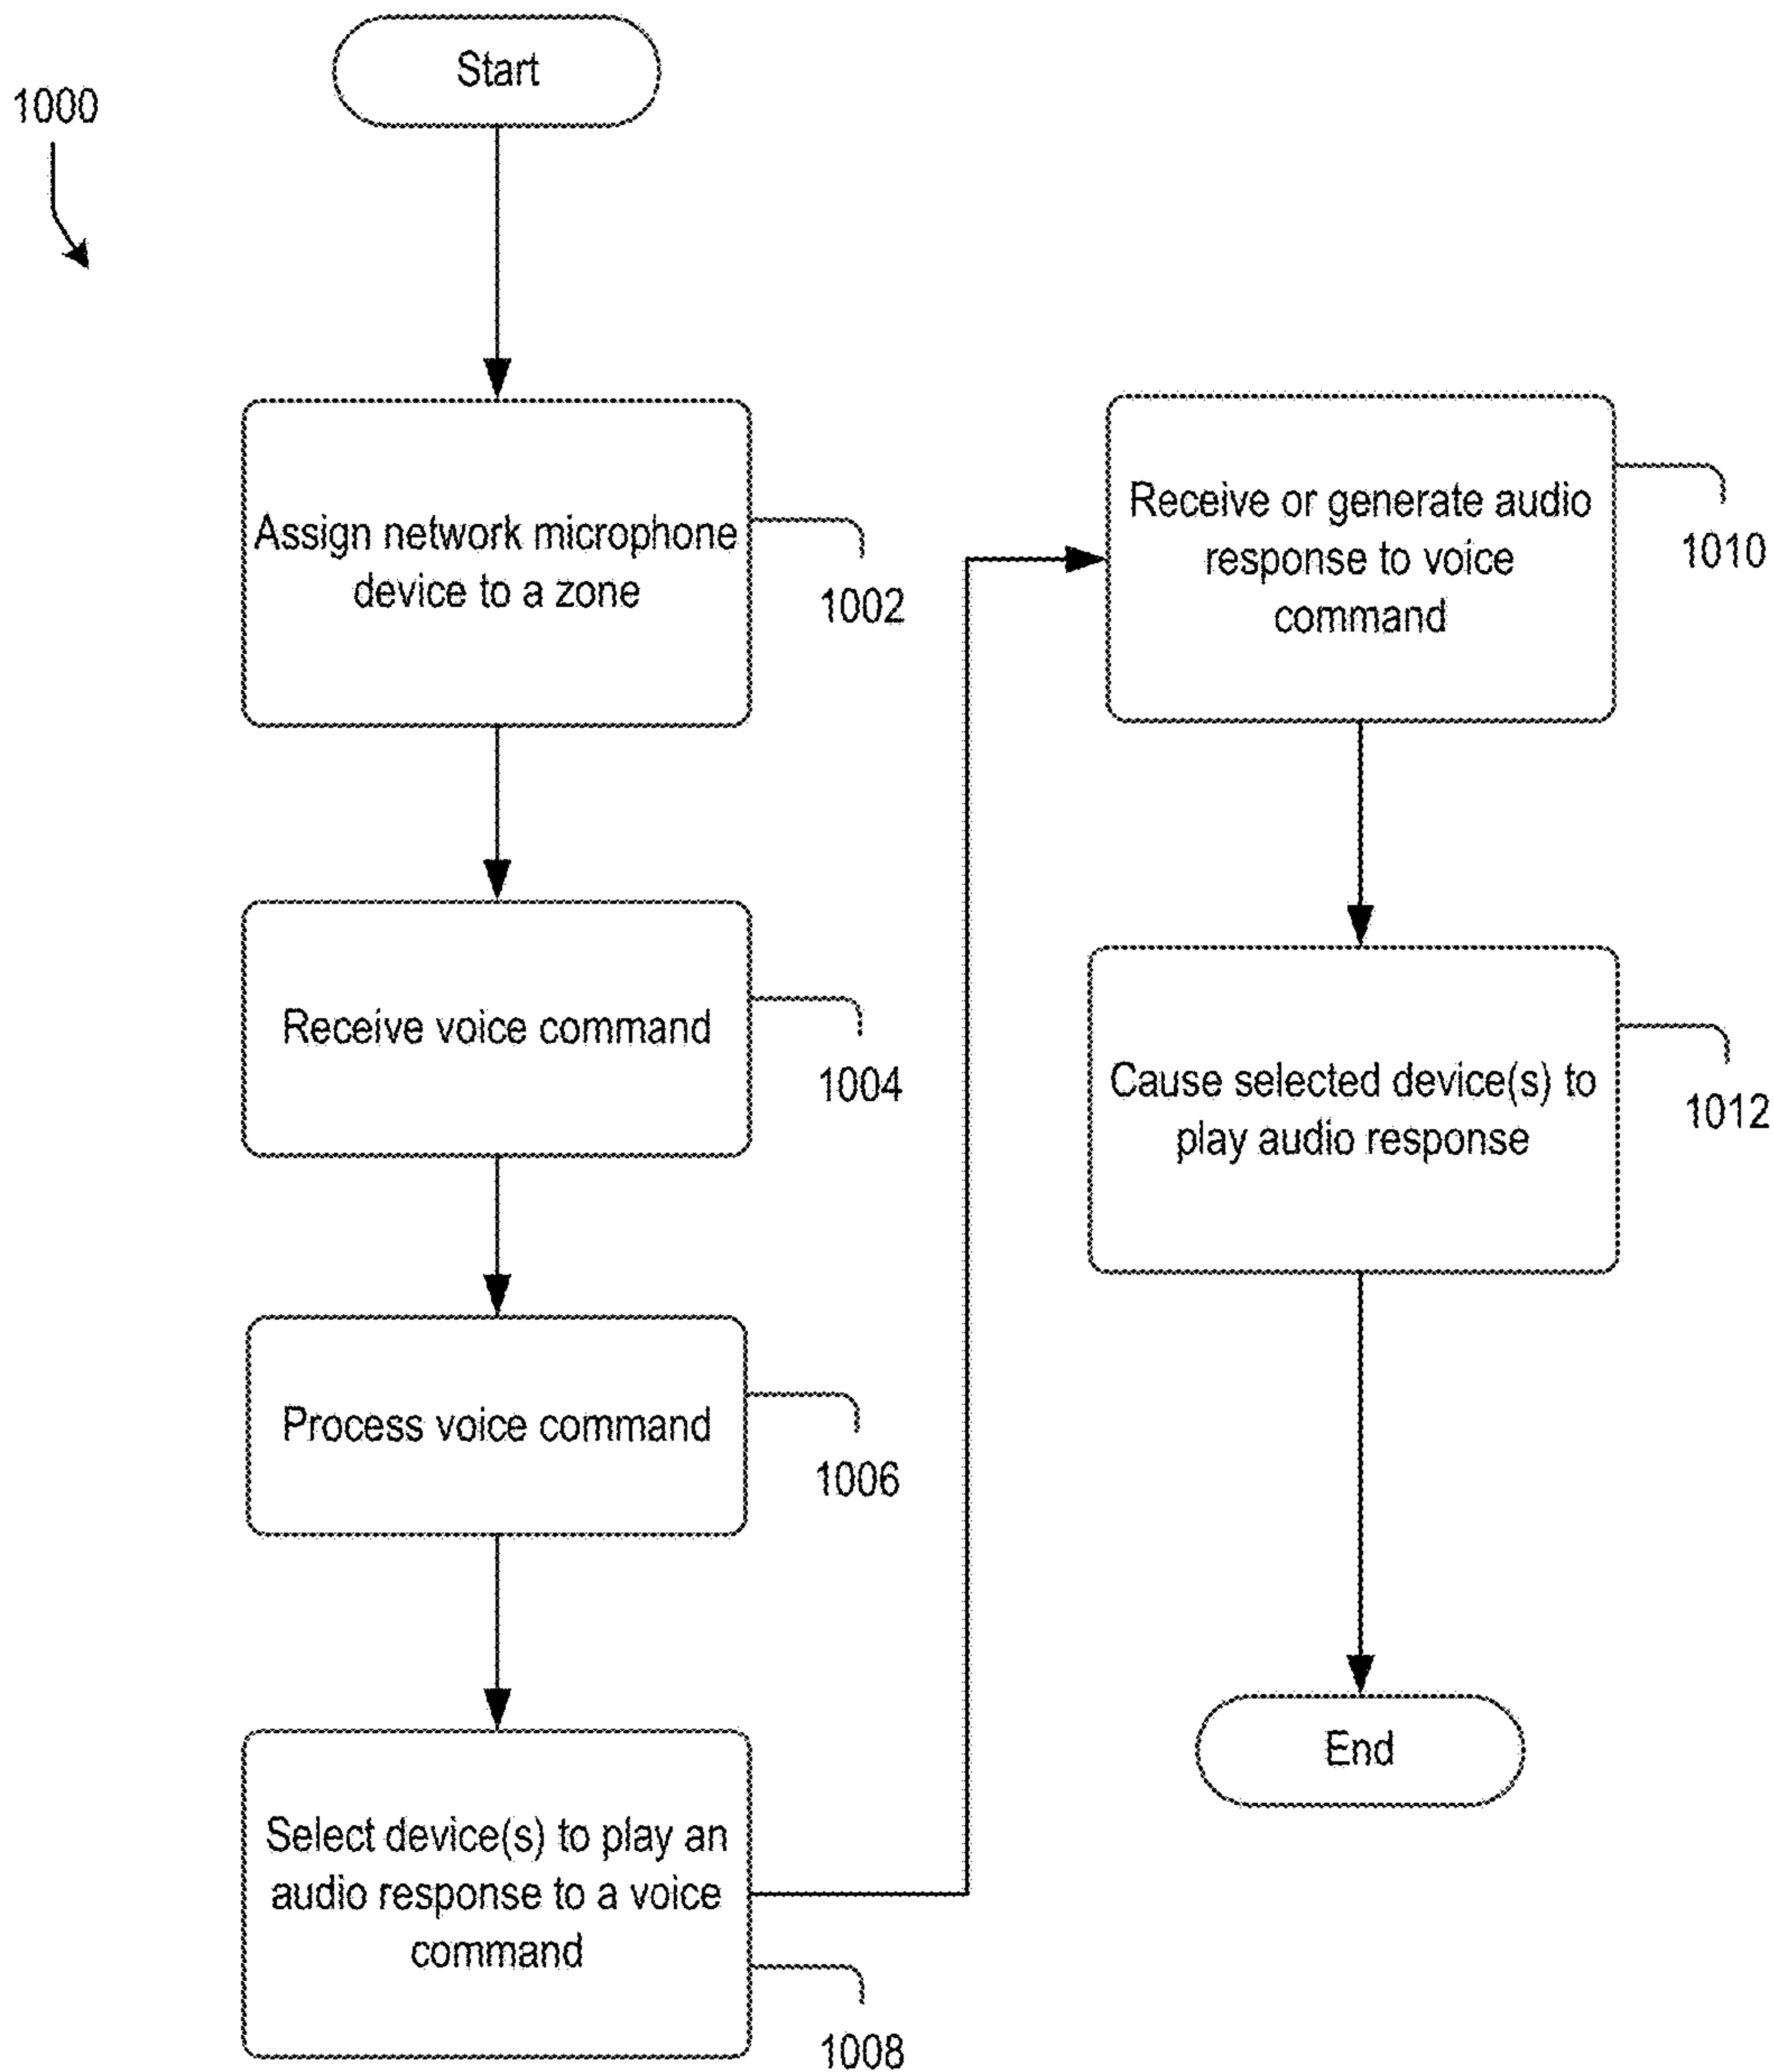 1000
Start
Assign network microphone
device to a zone
1002
Receive voice command
1004
Process voice command
1006
Select device(s) to play an
audio response to a voice
command
1008
Receive or generate audio
response to voice
command
1010
Cause selected device(s) to
play audio response
1012
End